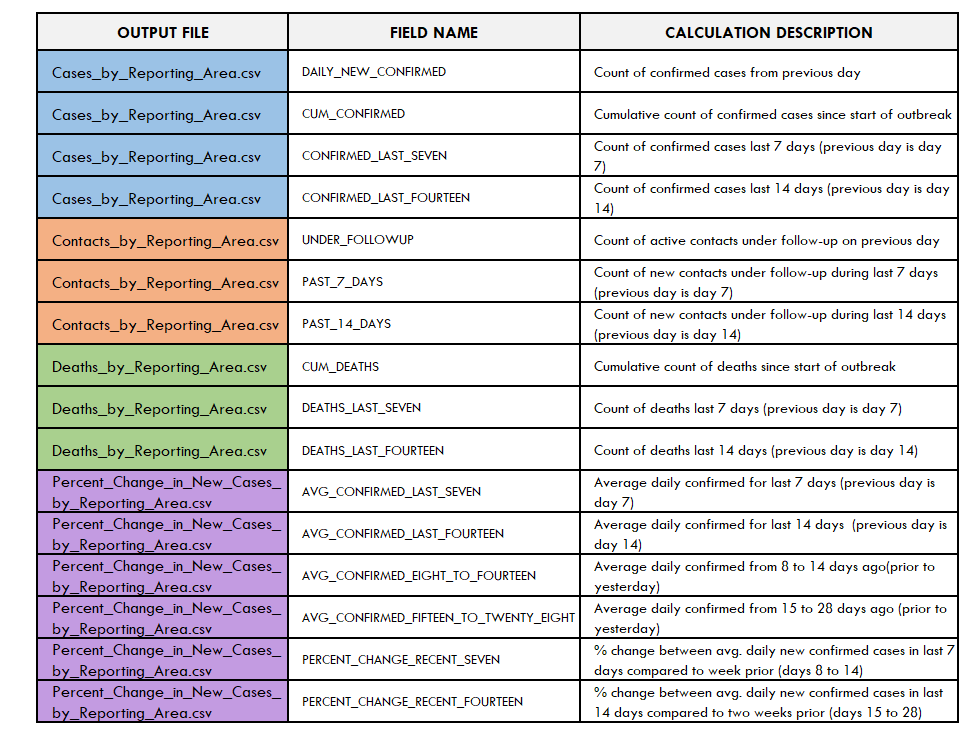 OUTPUT FILE FIELD NAME CALCULATION DESCRIPTION
Cases_by_Reporting_Area.csv DAILY_NEW_CONFIRMED Count of confirmed cases from previous day
Cases_by_Reporting_Area.csv CUM_CONFIRMED Cumulative count of confirmed cases since start of outbreak
Cases_by_Reporting_Area.csv CONFIRMED_LAST_SEVEN Count of confirmed cases last 7 days (previous day is day
7)
Cases_by_Reporting_Area.csv CONFIRMED_LAST_FOURTEEN Count of confirmed cases last 14 days (previous day is day
14)
Contacts_by_Reporting_Area.csv UNDER_FOLLOWUP Count of active contacts under follow-up on previous day
Contacts_by_Reporting_Area.csv PAST_7_DAYS Count of new contacts under follow-up during last 7 days
(previous day is day 7)
Contacts_by_Reporting_Area.csv PAST_14_DAYS Count of new contacts under follow-up during last 14 days
(previous day is day 14)
Deaths_by_Reporting_Area.csv CUM_DEATHS Cumulative count of deaths since start of outbreak
Deaths_by_Reporting_Area.csv DEATHS_LAST_SEVEN Count of deaths last 7 days (previous day is day 7)
Deaths_by_Reporting_Area.csv DEATHS_LAST_FOURTEEN Count of deaths last 14 days (previous day is day 14)
Percent_Change_in_New_Cases_
by_Reporting_Area.csv AVG_CONFIRMED_LAST_SEVEN Average daily confirmed for last 7 days (previous day is
day 7)
Percent_Change_in_New_Cases_
by_Reporting_Area.csv AVG_CONFIRMED_LAST_FOURTEEN Average daily confirmed for last 14 days  (previous day is
day 14)
Percent_Change_in_New_Cases_
by_Reporting_Area.csv AVG_CONFIRMED_EIGHT_TO_FOURTEEN Average daily confirmed from 8 to 14 days ago(prior to
yesterday)
Percent_Change_in_New_Cases_
by_Reporting_Area.csv AVG_CONFIRMED_FIFTEEN_TO_TWENTY_EIGHT Average daily confirmed from 15 to 28 days ago (prior to
yesterday)
Percent_Change_in_New_Cases_
by_Reporting_Area.csv PERCENT_CHANGE_RECENT_SEVEN % change between avg. daily new confirmed cases in last 7
days compared to week prior (days 8 to 14)
Percent_Change_in_New_Cases_
by_Reporting_Area.csv PERCENT_CHANGE_RECENT_FOURTEEN % change between avg. daily new confirmed cases in last
14 days compared to two weeks prior (days 15 to 28)